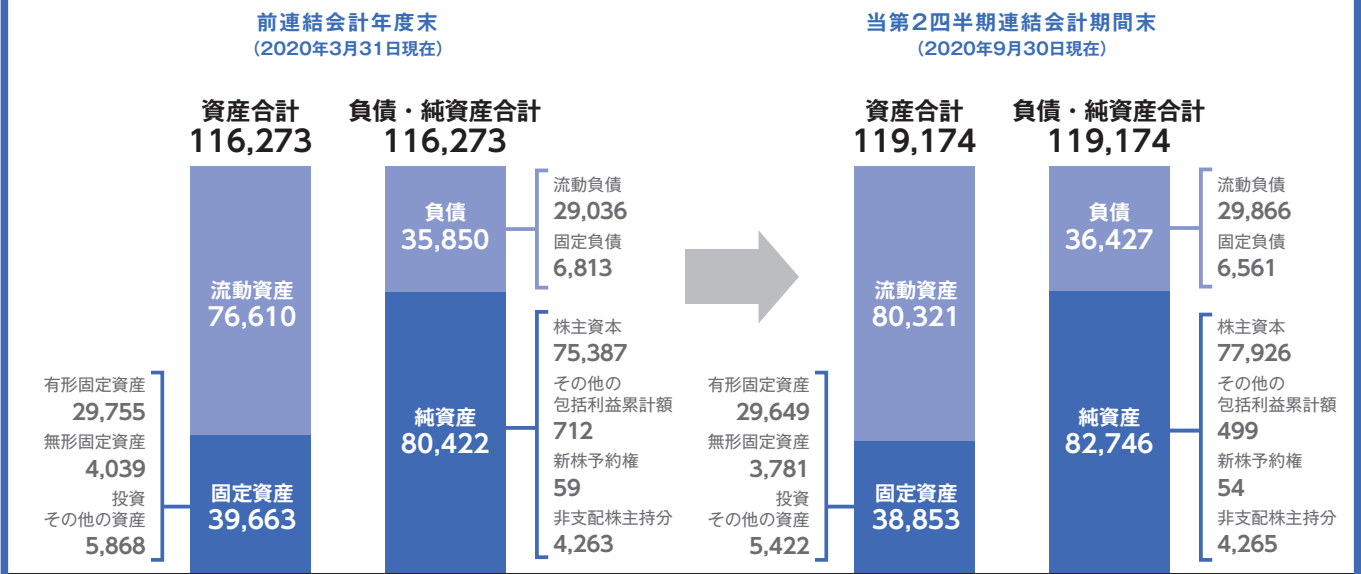 前連結会計年度末
（2020年3月31日現在）
資産合計
116,273
負債・純資産合計
116,273
流動資産
76,610
固定資産
39,663
有形固定資産
29,755
無形固定資産
4,039
投資
その他の資産
5,868
負債
35,850
流動負債
29,036
固定負債
6,813
純資産
80,422
株主資本
75,387
その他の
包括利益累計額
712
新株予約権
59
非支配株主持分
4,263
当第2四半期連結会計期間末
（2020年9月30日現在）
資産合計
119,174
負債・純資産合計
119,174
流動資産
80,321
固定資産
38,853
有形固定資産
29,649
無形固定資産
3,781
投資
その他の資産
5,422
負債
36,427
流動負債
29,866
固定負債
6,561
純資産
82,746
株主資本
77,926
その他の
包括利益累計額
499
新株予約権
54
非支配株主持分
4,265